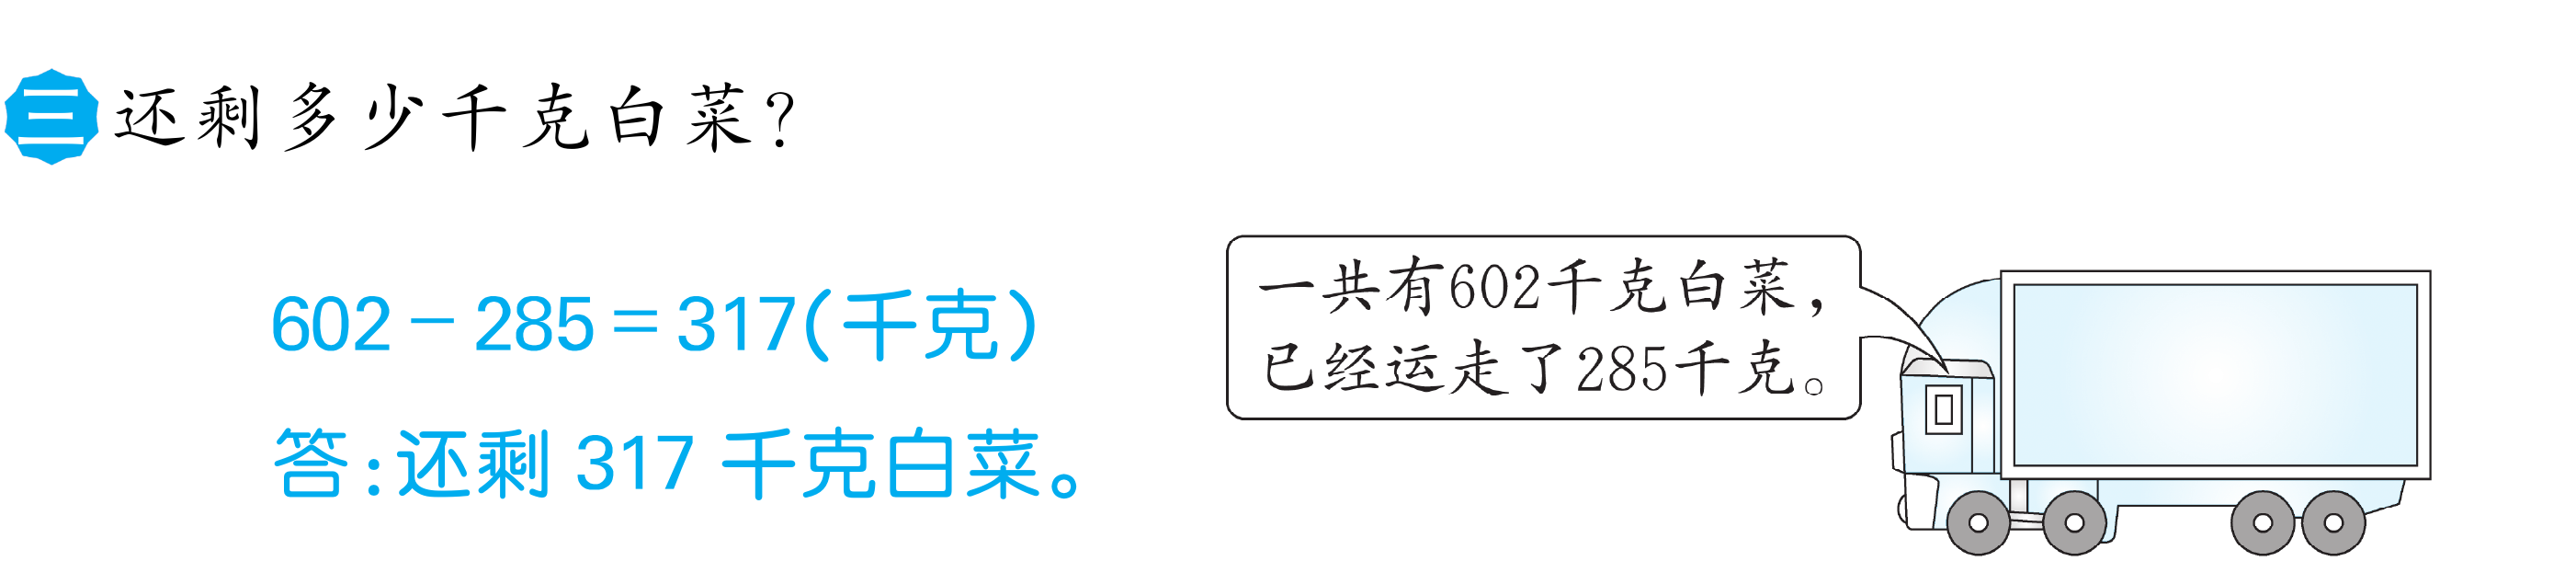 三 还剩多少千克白菜?
602－285＝317(千克)
答:还剩 317 千克白菜。
一共有602千克白菜,
已经运走了285千克。